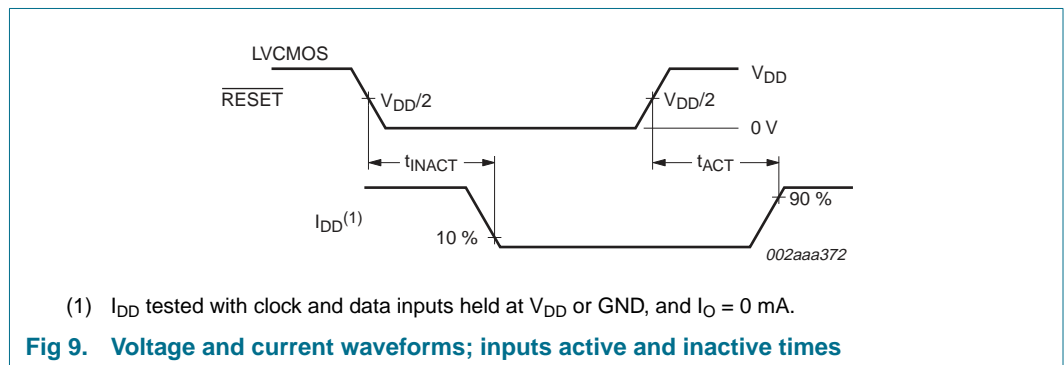 LVCMOS
RESET
VDD/2
VDD/2
VDD
0 V
tINACT
tACT
IDD(1)
10 %
90 %
002aaa372
(1) IDD tested with clock and data inputs held at VDD or GND, and IO = 0 mA.
Fig 9. Voltage and current waveforms; inputs active and inactive times